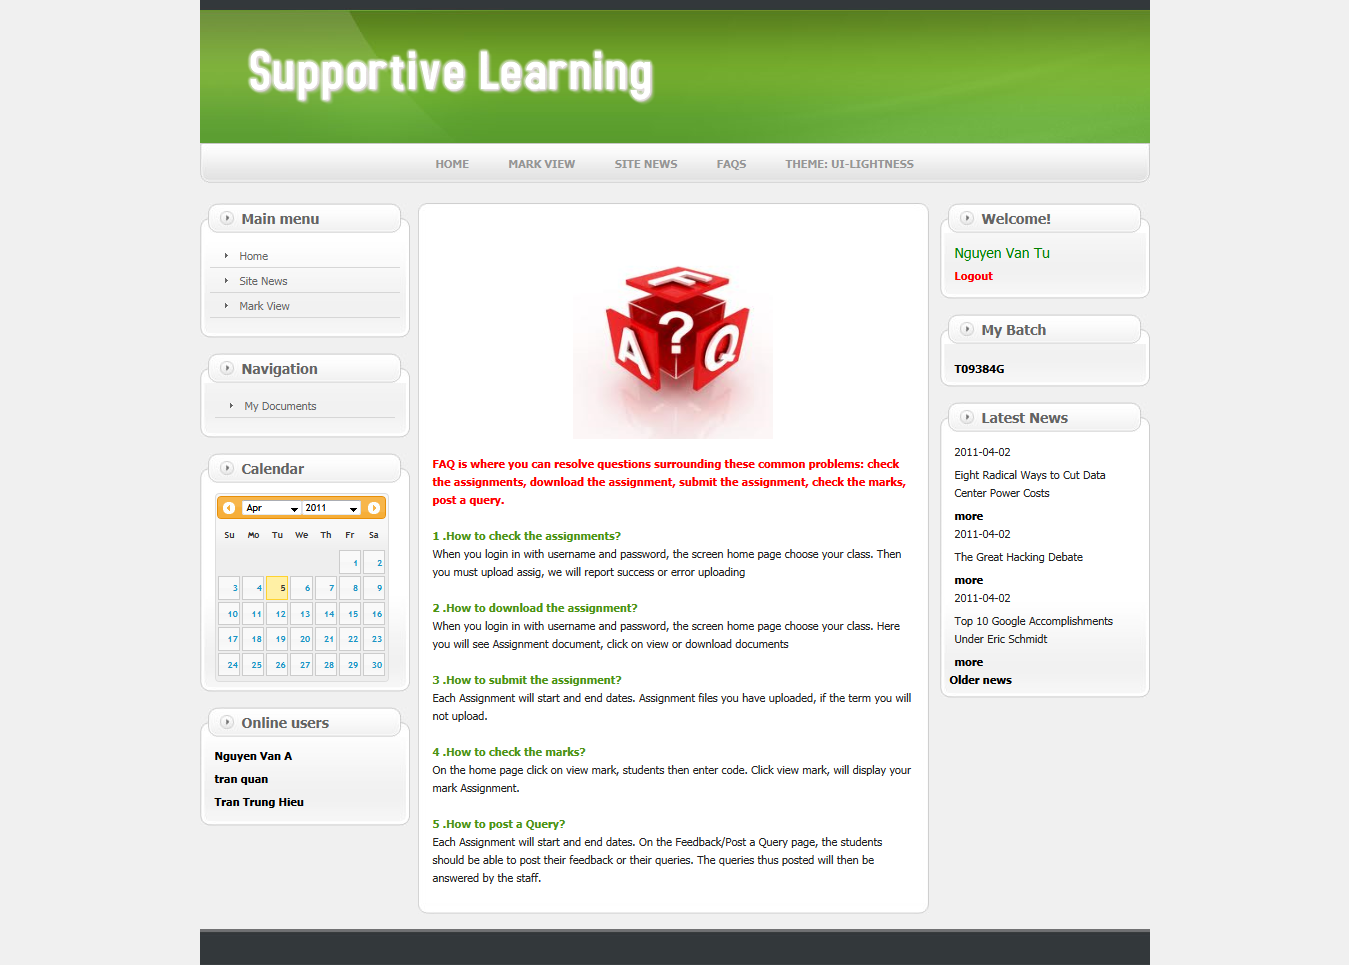 Supportive Learning
HOME MARK VIEW SITE NEWS FAQS THEME: UI-LIGHTNESS
Main menu
Home
Site News
Mark View
Navigation
My Documents
Calendar
Apr 2011
Su Mo Tu We Th Fr Sa
1 2
3 4 5 6 7 8 9
10 11 12 13 14 15 16
17 18 19 20 21 22 23
24 25 26 27 28 29 30
Online users
Nguyen Van A
tran quan
Tran Trung Hieu
F
A ? Q
FAQ is where you can resolve questions surrounding these common problems: check
the assignments, download the assignment, submit the assignment, check the marks,
post a query.
1 .How to check the assignments?
When you login in with username and password, the screen home page choose your class. Then
you must upload assig, we will report success or error uploading
2 .How to download the assignment?
When you login in with username and password, the screen home page choose your class. Here
you will see Assignment document, click on view or download documents
3 .How to submit the assignment?
Each Assignment will start and end dates. Assignment files you have uploaded, if the term you will
not upload.
4 .How to check the marks?
On the home page click on view mark, students then enter code. Click view mark, will display your
mark Assignment.
5 .How to post a Query?
Each Assignment will start and end dates. On the Feedback/Post a Query page, the students
should be able to post their feedback or their queries. The queries thus posted will then be
answered by the staff.
Welcome!
Nguyen Van Tu
Logout
My Batch
T09384G
Latest News
2011-04-02
Eight Radical Ways to Cut Data
Center Power Costs
more
2011-04-02
The Great Hacking Debate
more
2011-04-02
Top 10 Google Accomplishments
Under Eric Schmidt
more
Older news